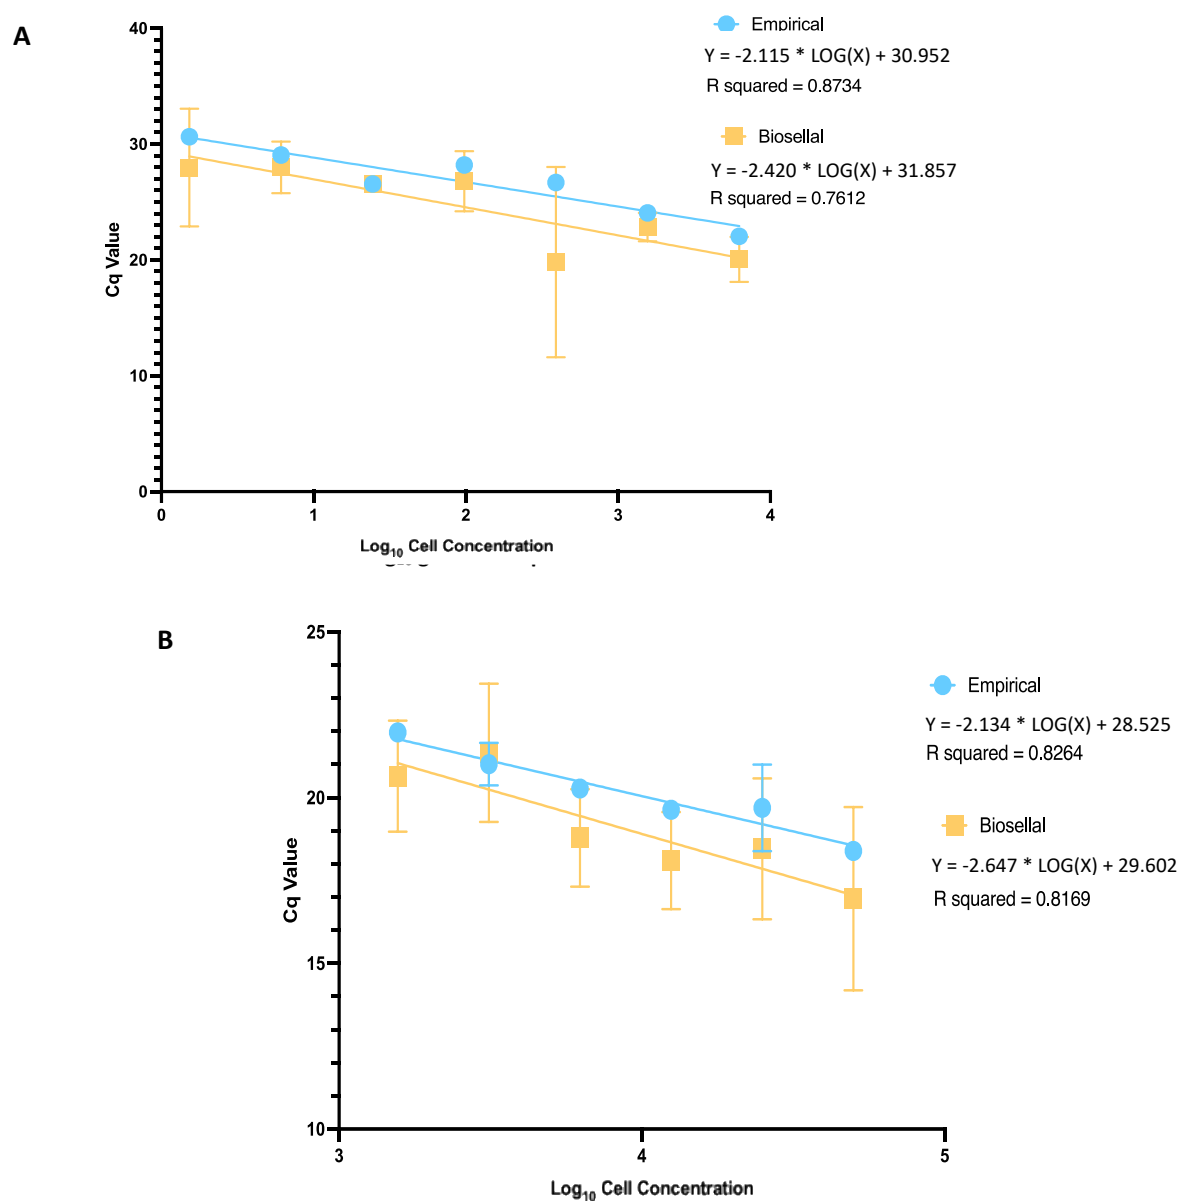 A
Empirical
Y = -2.115 * LOG(X) + 30.952
R squared = 0.8734
Biosellal
Y = -2.420 * LOG(X) + 31.857
R squared = 0.7612
Cq Value
40
30
20
10
0
0 1 2 3 4
Log₁₀ Cell Concentration
B
Empirical
Y = -2.134 * LOG(X) + 28.525
R squared = 0.8264
Biosellal
Y = -2.647 * LOG(X) + 29.602
R squared = 0.8169
Cq Value
25
20
15
10
3 4 5
Log₁₀ Cell Concentration